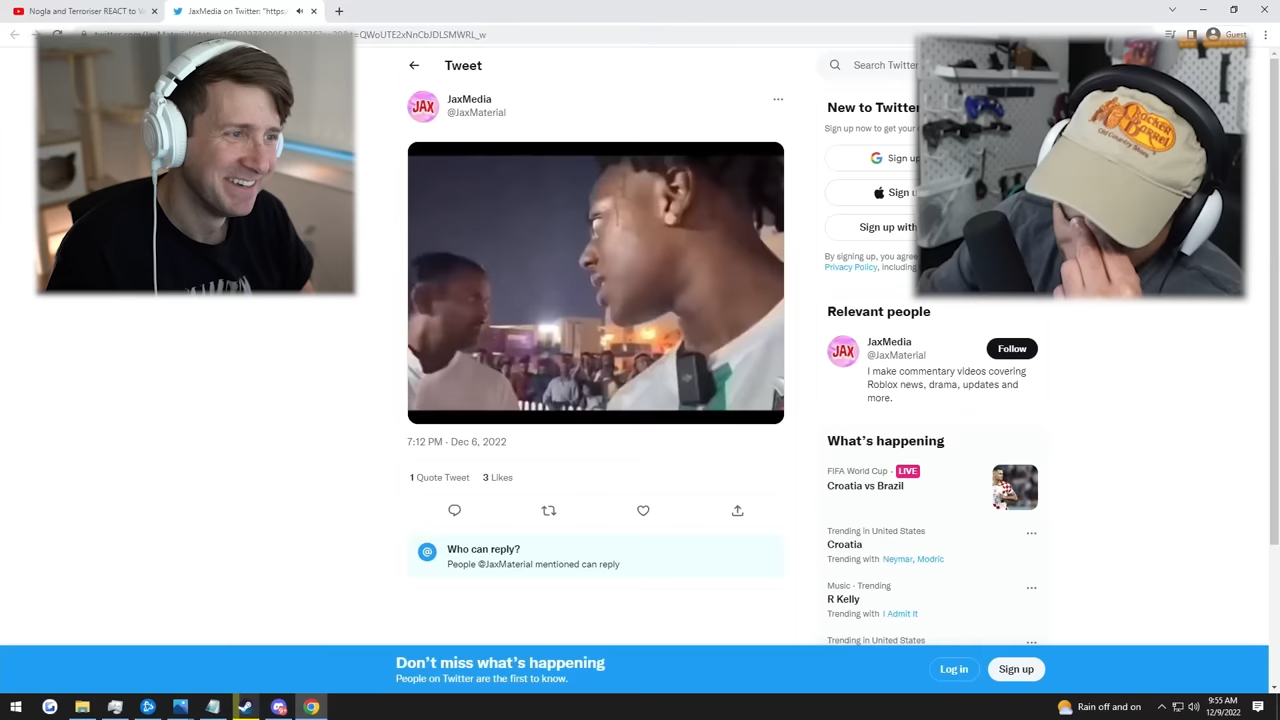 Nogla and Terroriser REACT to V
JaxMedia on Twitter: "https:
QWoUTE2xNnCbJDLSMWRL_w
Guest
Tweet
Search Twitter
JaxMedia
@JaxMaterial
JAX
7:12 PM · Dec 6, 2022
1 Quote Tweet 3 Likes
Who can reply?
People @JaxMaterial mentioned can reply
New to Twitter
Sign up now to get your
Sign up
Sign u
Sign up with
By signing up, you agree
Privacy Policy, including
Cracker
Barrel
Old Country Store
Relevant people
JAX
JaxMedia
@JaxMaterial
Follow
I make commentary videos covering
Roblox news, drama, updates and
more.
What's happening
FIFA World Cup · LIVE
Croatia vs Brazil
Trending in United States
Croatia
Trending with Neymar, Modric
Music · Trending
R Kelly
Trending with I Admit It
Trending in United States
Don't miss what's happening
People on Twitter are the first to know.
Log in
Sign up
Rain off and on
9:55 AM
12/9/2022